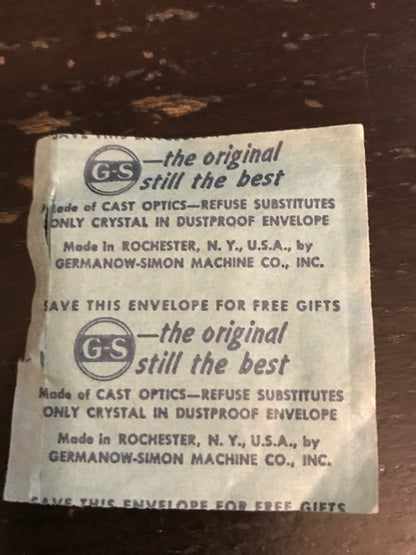 SAVE THIS
G-S —the original
still the best
Made of CAST OPTICS—REFUSE SUBSTITUTES
ONLY CRYSTAL IN DUSTPROOF ENVELOPE
Made in ROCHESTER, N. Y., U.S.A., by
GERMANOW-SIMON MACHINE CO., INC.
SAVE THIS ENVELOPE FOR FREE GIFTS
G-S —the original
still the best
Made of CAST OPTICS—REFUSE SUBSTITUTES
ONLY CRYSTAL IN DUSTPROOF ENVELOPE
Made in ROCHESTER, N. Y., U.S.A., by
GERMANOW-SIMON MACHINE CO., INC.
SAVE THIS ENVELOPE FOR FREE GIFTS